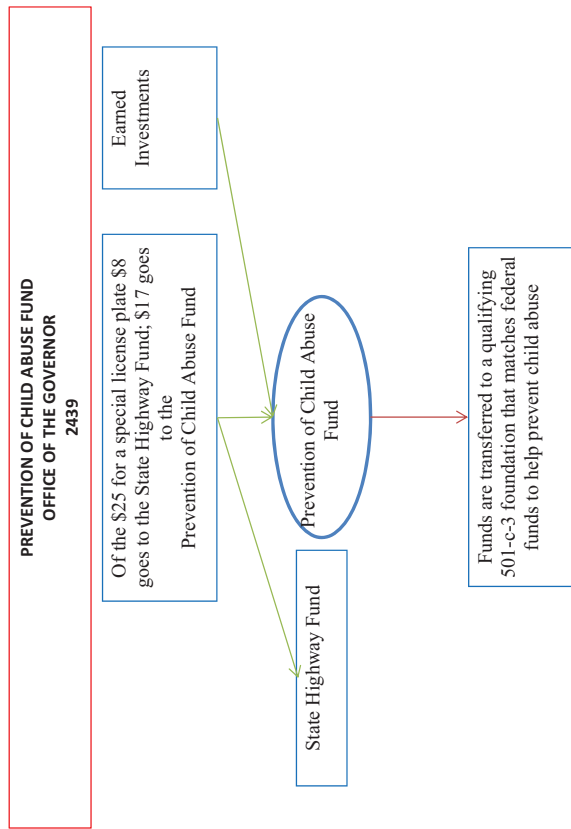 PREVENTION OF CHILD ABUSE FUND
OFFICE OF THE GOVERNOR
2439
Of the $25 for a special license plate $8
goes to the State Highway Fund; $17 goes
to the
Prevention of Child Abuse Fund
Earned
Investments
State Highway Fund
Prevention of Child Abuse
Fund
Funds are transferred to a qualifying
501-c-3 foundation that matches federal
funds to help prevent child abuse